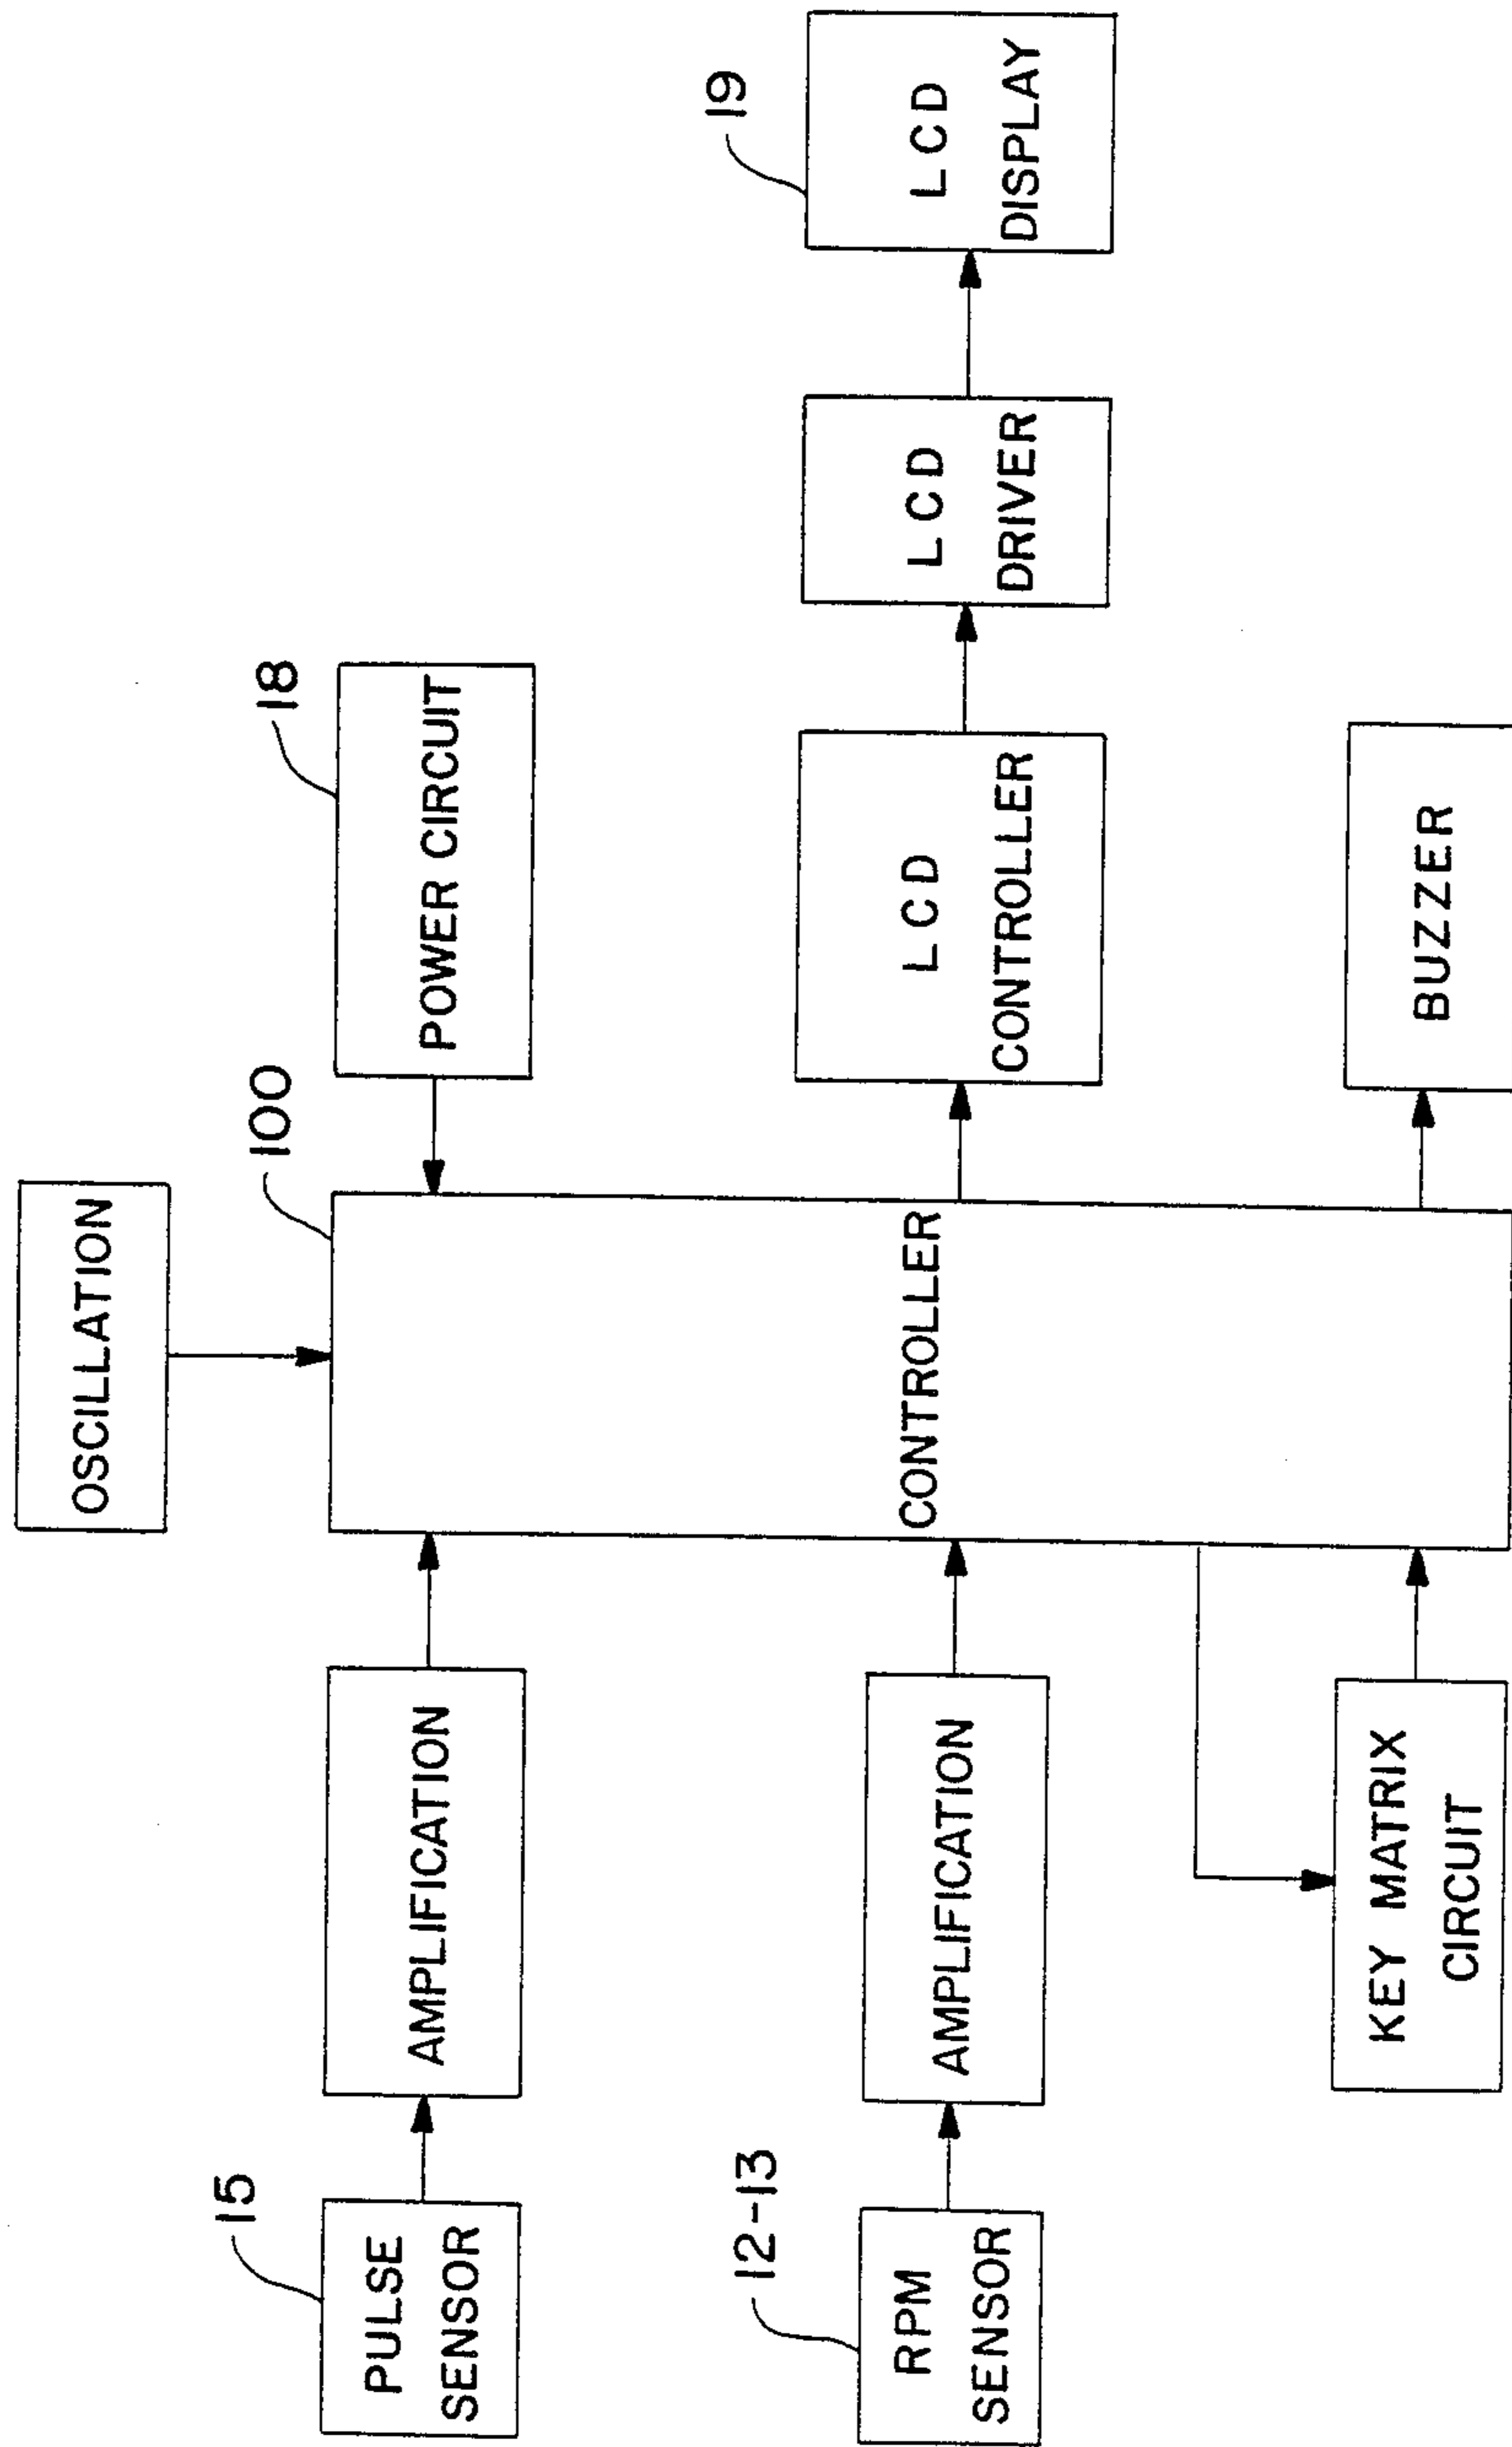 OSCILLATION
15
PULSE
SENSOR
AMPLIFICATION
100
18
POWER CIRCUIT
CONTROLLER
12-13
RPM
SENSOR
AMPLIFICATION
LCD
CONTROLLER
LCD
DRIVER
19
LCD
DISPLAY
KEY MATRIX
CIRCUIT
BUZZER